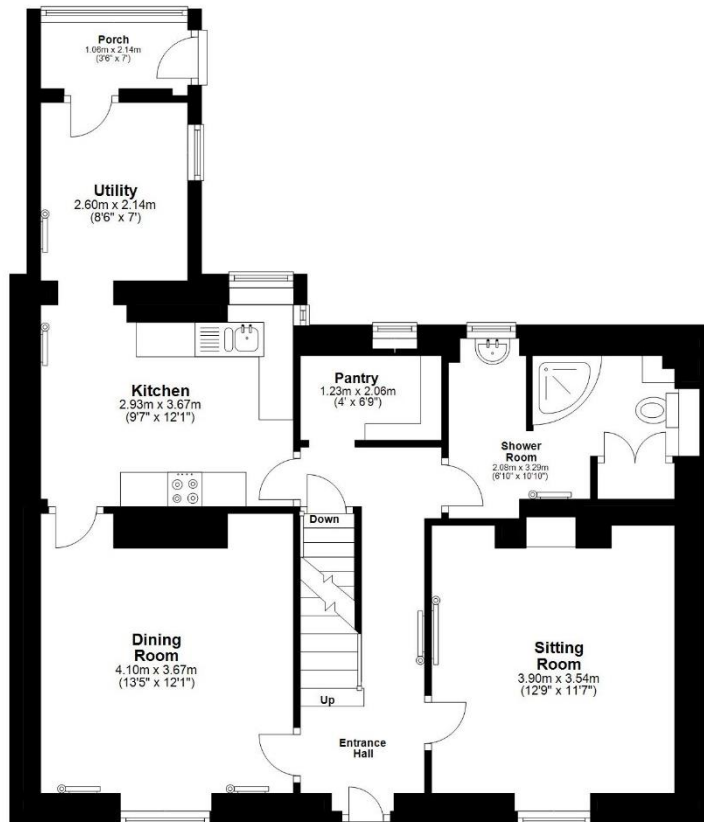 Porch
1.06m x 2.14m
(3'6" x 7')
Utility
2.60m x 2.14m
(8'6" x 7')
Kitchen
2.93m x 3.67m
(9'7" x 12'1")
Pantry
1.23m x 2.06m
(4' x 6'9")
Shower
Room
2.08m x 3.29m
(6'10" x 10'10")
Down
Dining
Room
4.10m x 3.67m
(13'5" x 12'1")
Sitting
Room
3.90m x 3.54m
(12'9" x 11'7")
Up
Entrance
Hall